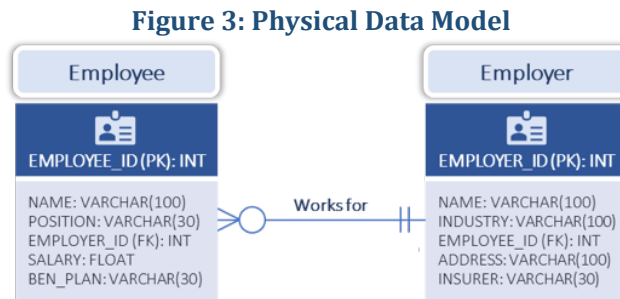 Figure 3: Physical Data Model
Employee
EMPLOYEE_ID (PK): INT
NAME: VARCHAR(100)
POSITION: VARCHAR(30)
EMPLOYER_ID (FK): INT
SALARY: FLOAT
BEN_PLAN: VARCHAR(30)
Works for
Employer
EMPLOYER_ID (PK): INT
NAME: VARCHAR(100)
INDUSTRY: VARCHAR(100)
EMPLOYEE_ID (FK): INT
ADDRESS: VARCHAR(100)
INSURER: VARCHAR(30)